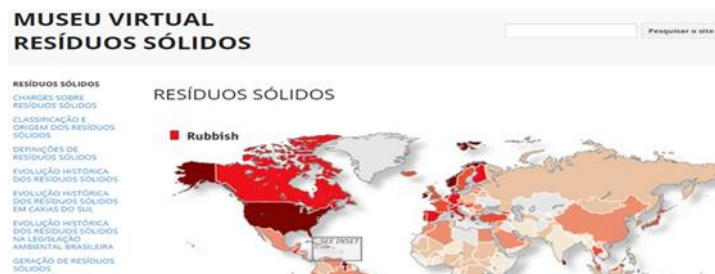 MUSEU VIRTUAL
RESÍDUOS SÓLIDOS
Pesquisar o site
RESÍDUOS SÓLIDOS
CHARGES SOBRE
RESÍDUOS SÓLIDOS
CLASSIFICAÇÃO E
ORIGEM DOS RESÍDUOS
SÓLIDOS
DEFINIÇÕES DE
RESÍDUOS SÓLIDOS
EVOLUÇÃO HISTÓRICA
DOS RESÍDUOS SÓLIDOS
EVOLUÇÃO HISTÓRICA
DOS RESÍDUOS SÓLIDOS
EM CAXIAS DO SUL
EVOLUÇÃO HISTÓRICA
DOS RESÍDUOS SÓLIDOS
NA LEGISLAÇÃO
AMBIENTAL BRASILEIRA
GERAÇÃO DE RESÍDUOS
SÓLIDOS
RESÍDUOS SÓLIDOS
Rubbish
SEE INSET